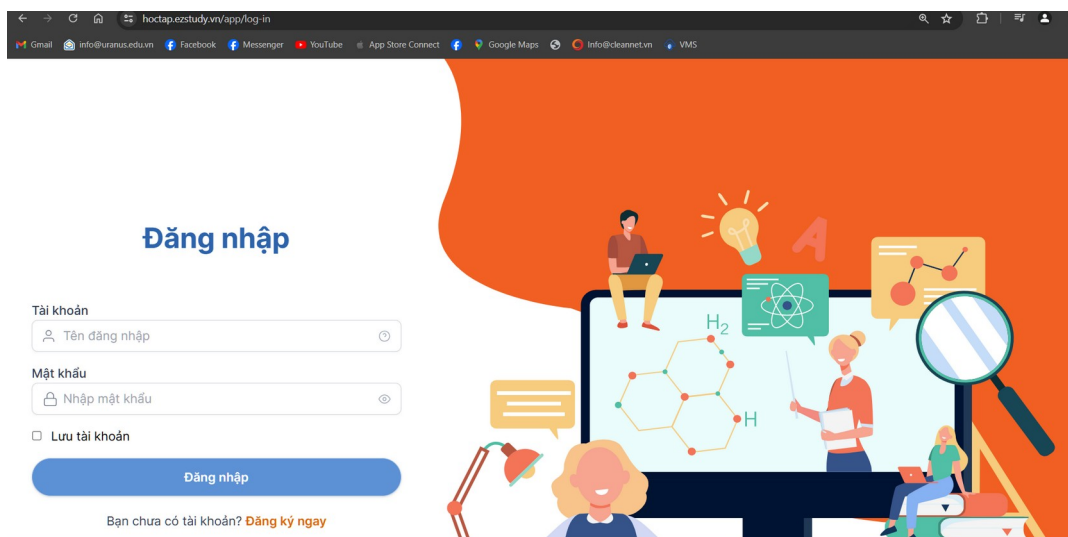 hoctap.ezstudy.vn/app/log-in
Gmail info@uranus.edu.vn Facebook Messenger YouTube App Store Connect Google Maps Info@cleannet.vn VMS
Đăng nhập
Tài khoản
Tên đăng nhập
Mật khẩu
Nhập mật khẩu
Lưu tài khoản
Đăng nhập
Bạn chưa có tài khoản? Đăng ký ngay
A
H2
H